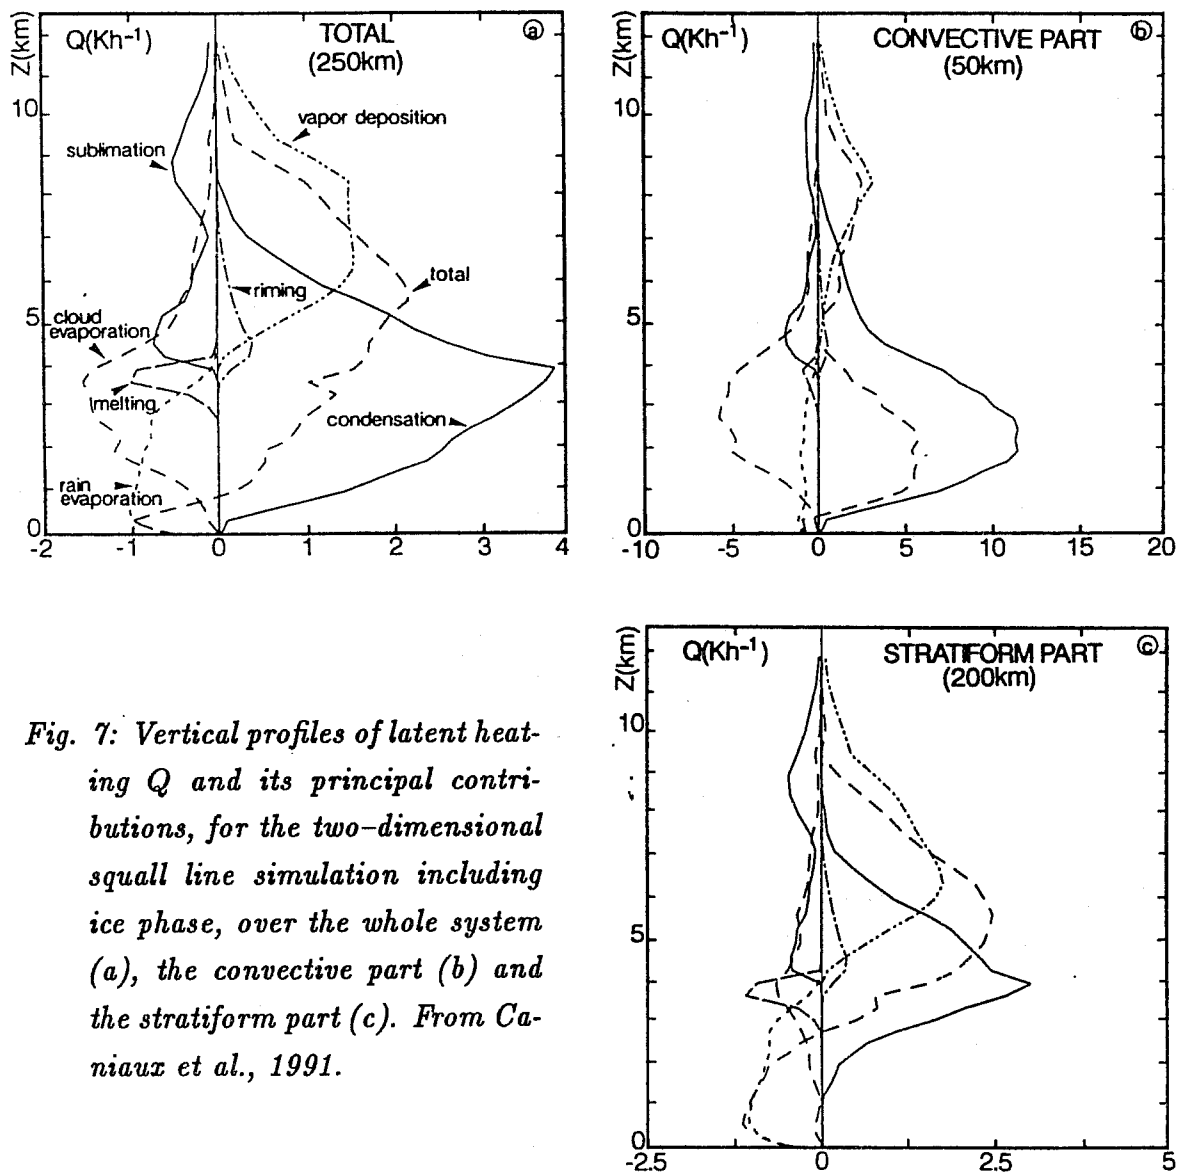 Z(km)
Q(Kh⁻¹)
TOTAL
(250km)
a
10
5
0
vapor deposition
sublimation
total
riming
cloud
evaporation
melting
condensation
rain
evaporation
-2 -1 0 1 2 3 4
Z(km)
Q(Kh⁻¹)
CONVECTIVE PART
(50km)
b
10
5
0
-10 -5 0 5 10 15 20
Z(km)
Q(Kh⁻¹)
STRATIFORM PART
(200km)
c
10
5
0
-2.5 0 2.5 5
Fig. 7: Vertical profiles of latent heat-
ing Q and its principal contri-
butions, for the two-dimensional
squall line simulation including
ice phase, over the whole system
(a), the convective part (b) and
the stratiform part (c). From Ca-
niaux et al., 1991.